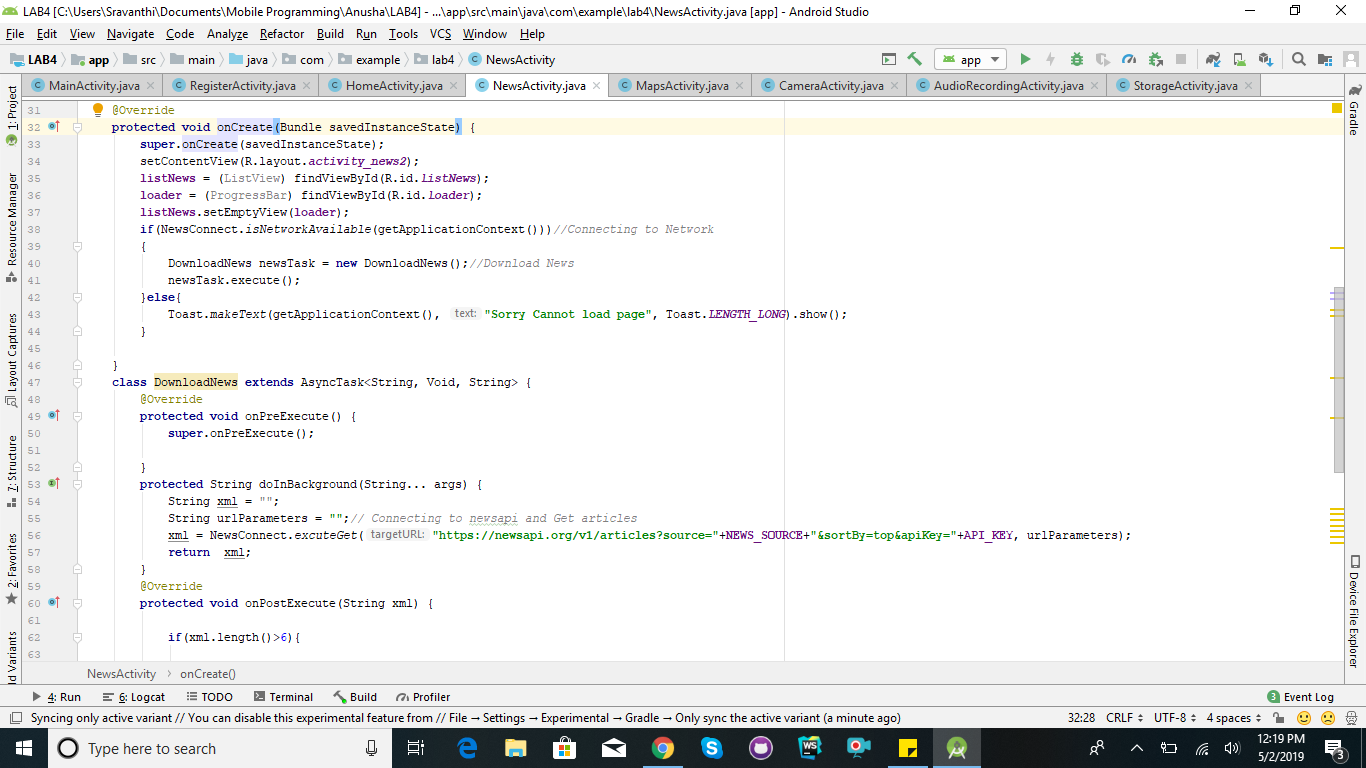 LAB4 [C:\Users\Sravanthi\Documents\Mobile Programming\Anusha\LAB4] - ...\app\src\main\java\com\example\lab4\NewsActivity.java [app] - Android Studio
File Edit View Navigate Code Analyze Refactor Build Run Tools VCS Window Help
LAB4 app src main java com example lab4 NewsActivity app
MainActivity.java RegisterActivity.java HomeActivity.java NewsActivity.java MapsActivity.java CameraActivity.java AudioRecordingActivity.java StorageActivity.java
1: Project
Resource Manager
Layout Captures
7: Structure
2: Favorites
ld Variants
31 @Override
32 protected void onCreate(Bundle savedInstanceState) {
33 super.onCreate(savedInstanceState);
34 setContentView(R.layout.activity_news2);
35 listNews = (ListView) findViewById(R.id.listNews);
36 loader = (ProgressBar) findViewById(R.id.loader);
37 listNews.setEmptyView(loader);
38 if(NewsConnect.isNetworkAvailable(getApplicationContext()))//Connecting to Network
39 {
40 DownloadNews newsTask = new DownloadNews();//Download News
41 newsTask.execute();
42 }else{
43 Toast.makeText(getApplicationContext(), text: "Sorry Cannot load page", Toast.LENGTH_LONG).show();
44 }
45
46 }
47 class DownloadNews extends AsyncTask<String, Void, String> {
48 @Override
49 protected void onPreExecute() {
50 super.onPreExecute();
51
52 }
53 protected String doInBackground(String... args) {
54 String xml = "";
55 String urlParameters = "";// Connecting to newsapi and Get articles
56 xml = NewsConnect.excuteGet( targetURL: "https://newsapi.org/v1/articles?source="+NEWS_SOURCE+"&sortBy=top&apiKey="+API_KEY, urlParameters);
57 return xml;
58 }
59 @Override
60 protected void onPostExecute(String xml) {
61
62 if(xml.length()>6){
63
Gradle
Device File Explorer
NewsActivity onCreate()
4: Run 6: Logcat TODO Terminal Build Profiler 3 Event Log
Syncing only active variant // You can disable this experimental feature from // File → Settings → Experimental → Gradle → Only sync the active variant (a minute ago) 32:28 CRLF UTF-8 4 spaces
Type here to search
WS
12:19 PM
5/2/2019
3